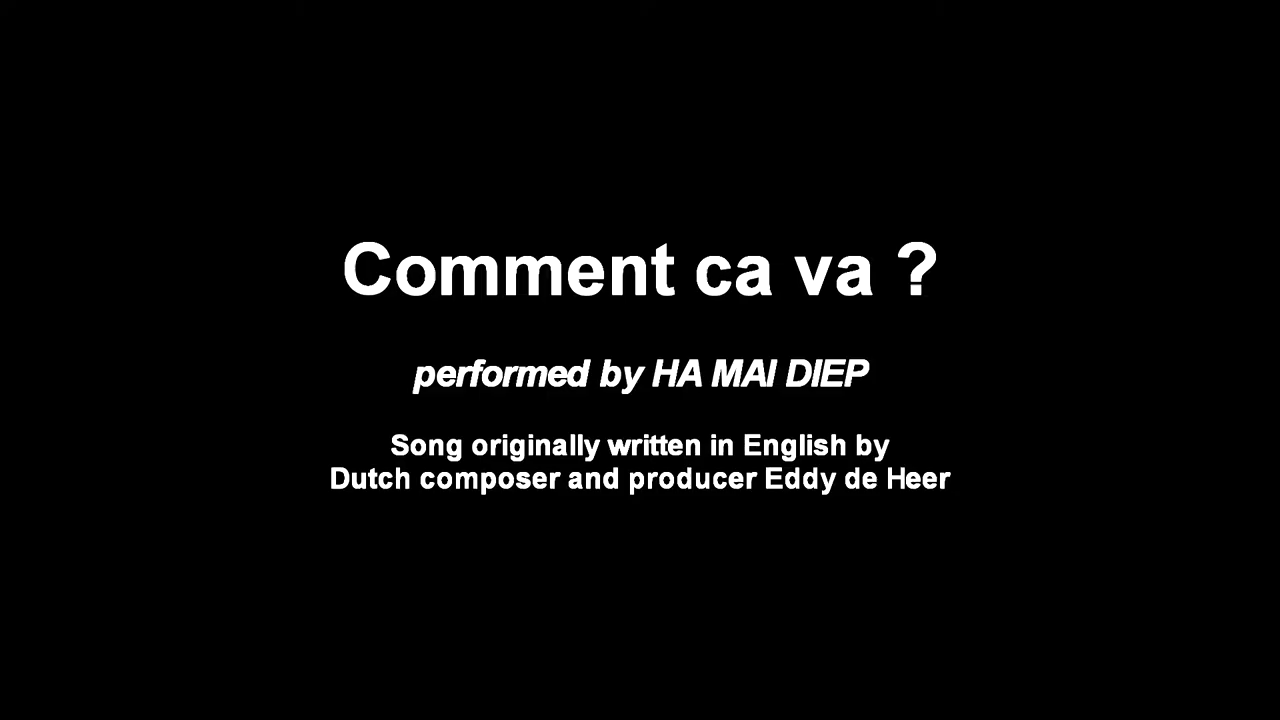 Comment ca va ?
performed by HA MAI DIEP
Song originally written in English by
Dutch composer and producer Eddy de Heer